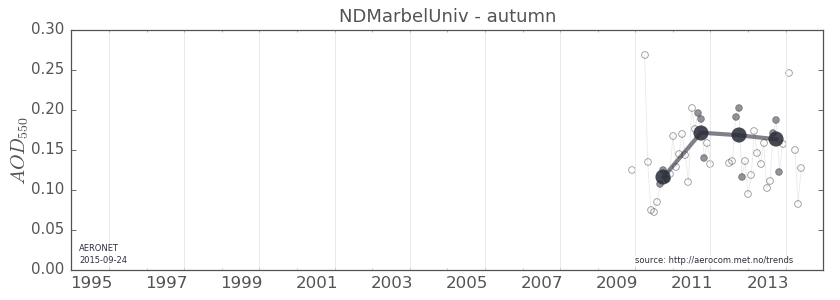 NDMarbelUniv - autumn
0.30
0.25
0.20
0.15
0.10
0.05
0.00
AOD550
AERONET
2015-09-24
source: http://aerocom.met.no/trends
1995 1997 1999 2001 2003 2005 2007 2009 2011 2013